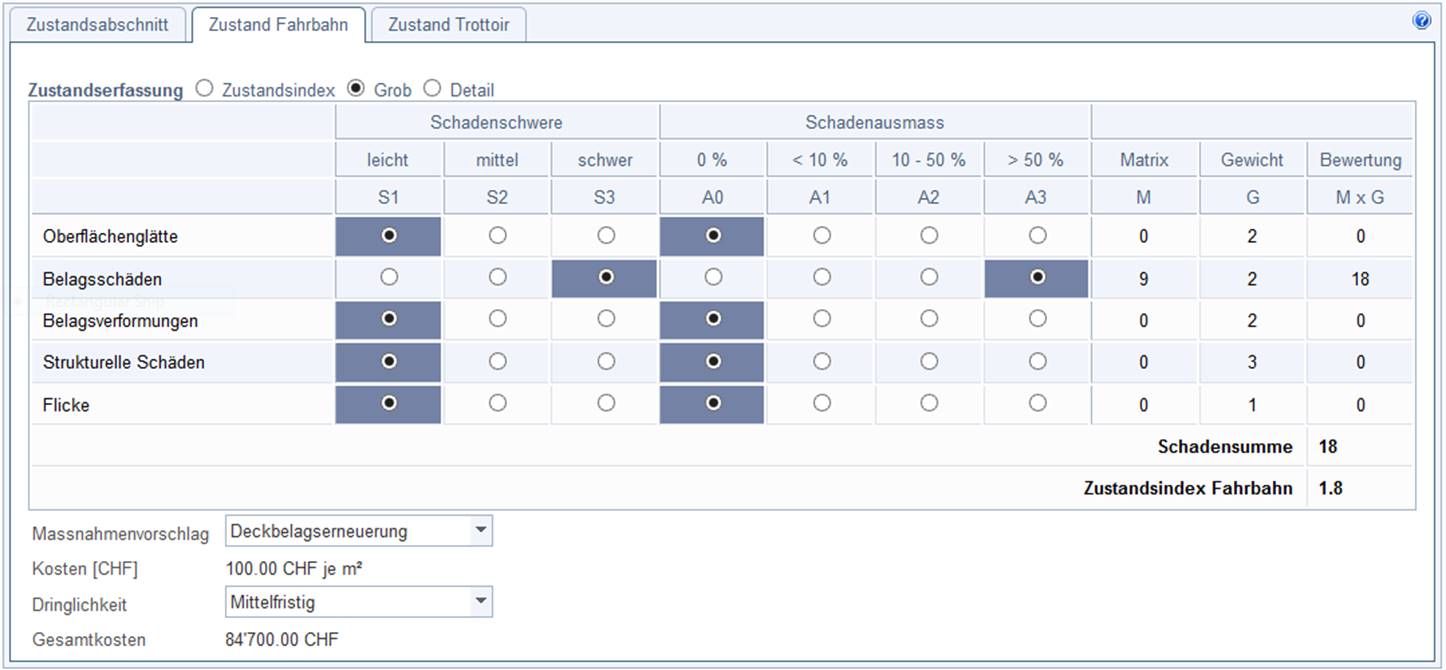 Zustandsabschnitt Zustand Fahrbahn Zustand Trottoir
Zustandserfassung Zustandsindex Grob Detail
Schadenschwere Schadenausmass
leicht mittel schwer 0 % < 10 % 10 - 50 % > 50 % Matrix Gewicht Bewertung
S1 S2 S3 A0 A1 A2 A3 M G M x G
Oberflächenglätte 0 2 0
Belagsschäden 9 2 18
Rectangular Snip
Belagsverformungen 0 2 0
Strukturelle Schäden 0 3 0
Flicke 0 1 0
Schadensumme 18
Zustandsindex Fahrbahn 1.8
Massnahmenvorschlag Deckbelagserneuerung
Kosten [CHF] 100.00 CHF je m²
Dringlichkeit Mittelfristig
Gesamtkosten 84'700.00 CHF